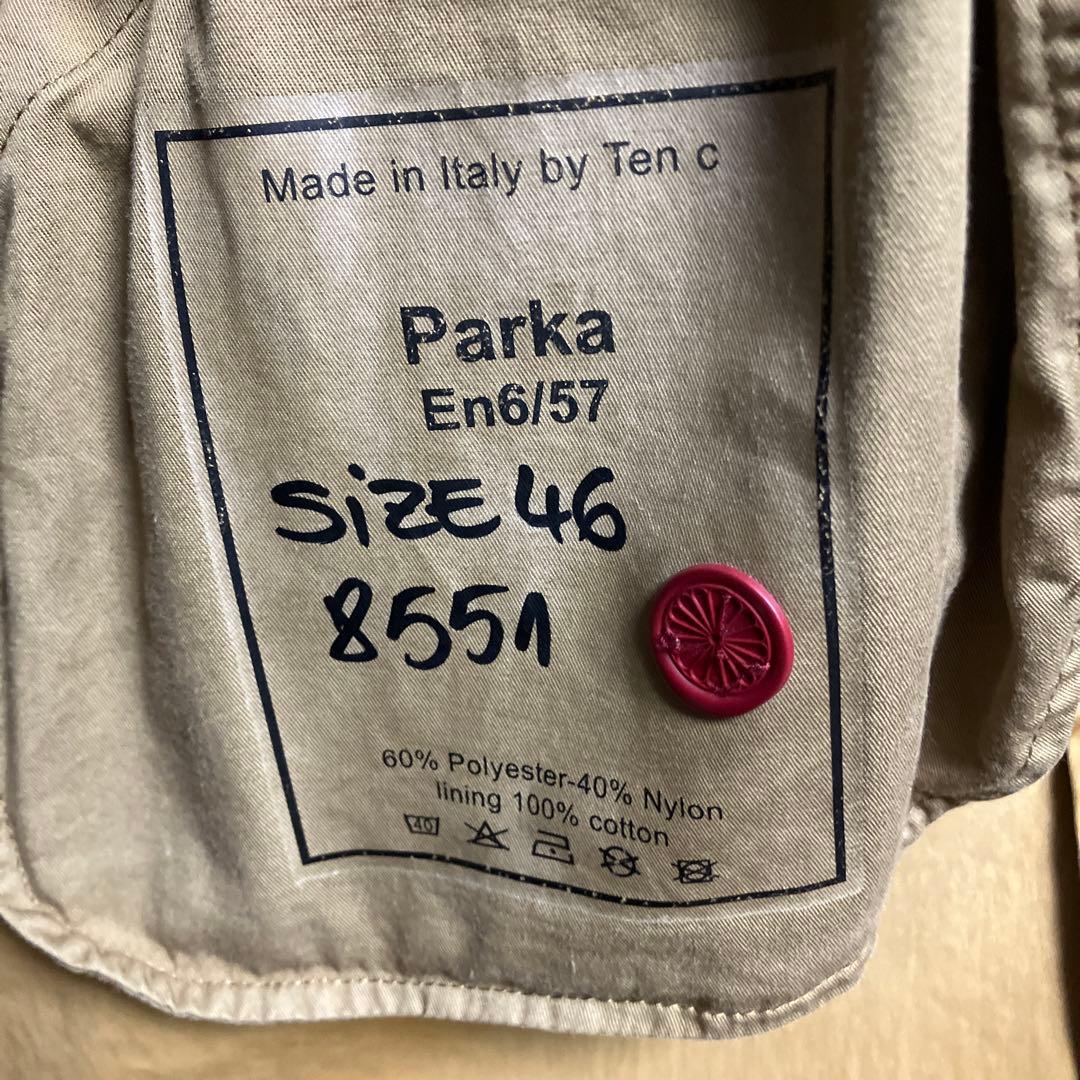 Made in Italy by Ten c
Parka
En6/57
SiZE 46
8551
60% Polyester-40% Nylon
lining 100% cotton
40